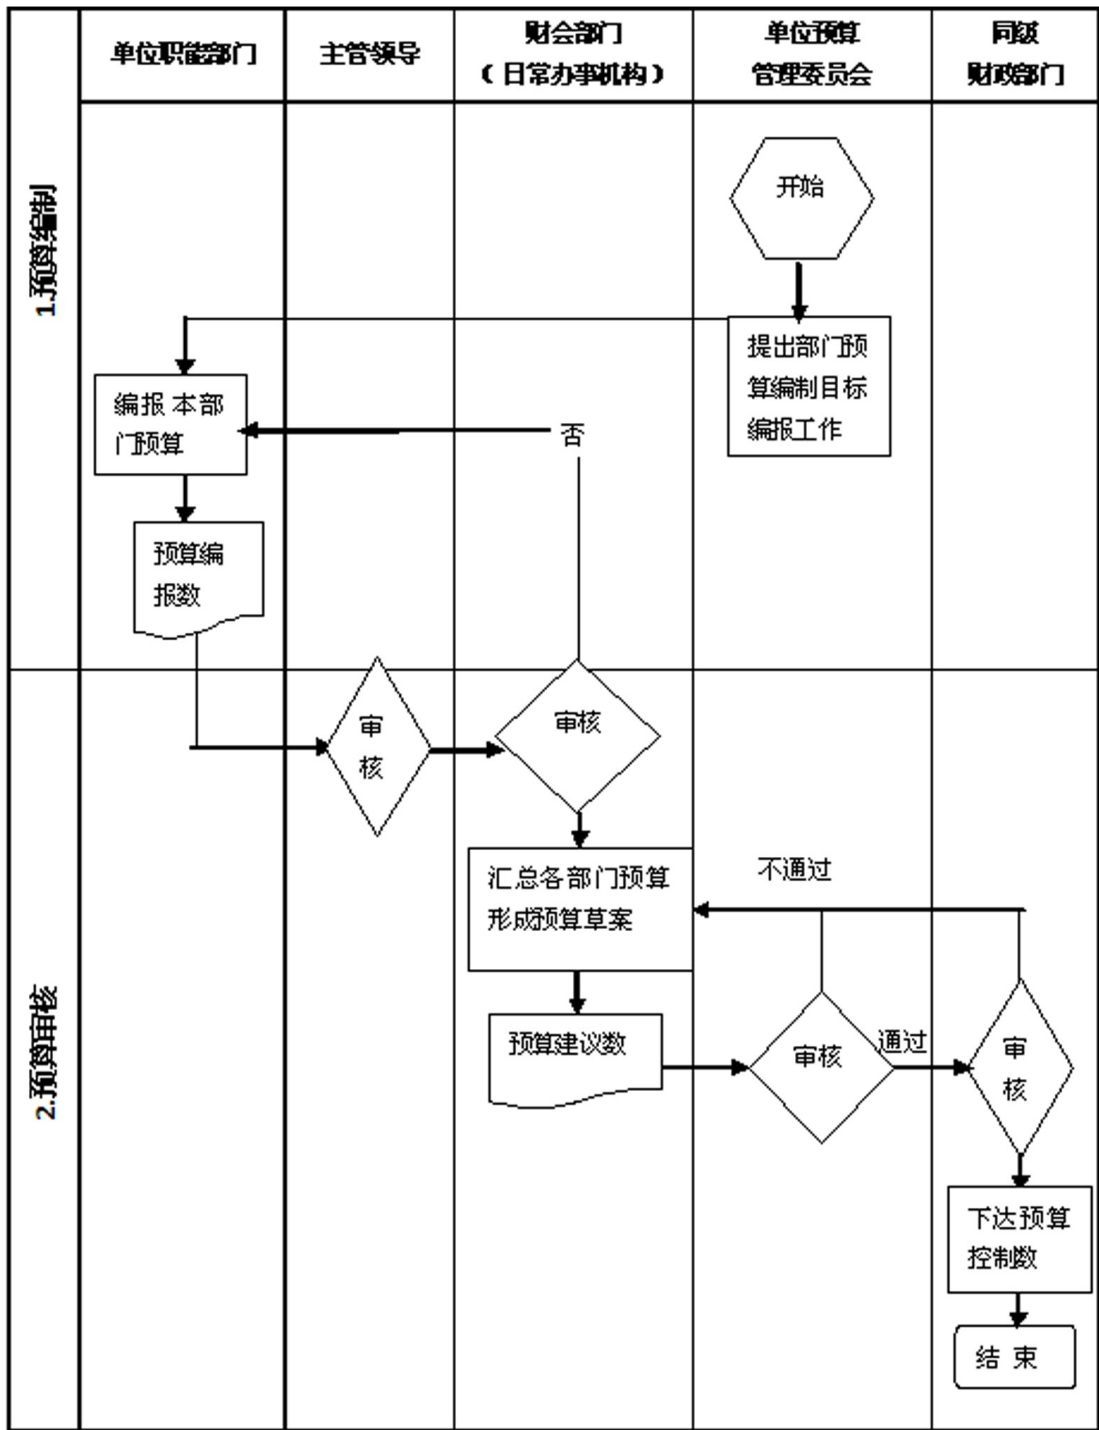 单位职能部门
主管领导
财会部门
(日常办事机构)
单位预算
管理委员会
同级
财政部门
1.预算编制
开始
提出部门预
算编制目标
编报工作
编报 本部
门预算
否
预算编
报数
2.预算审核
审
核
审核
汇总各部门预算
形成预算草案
不通过
预算建议数
审核
通过
审
核
下达预算
控制数
结 束